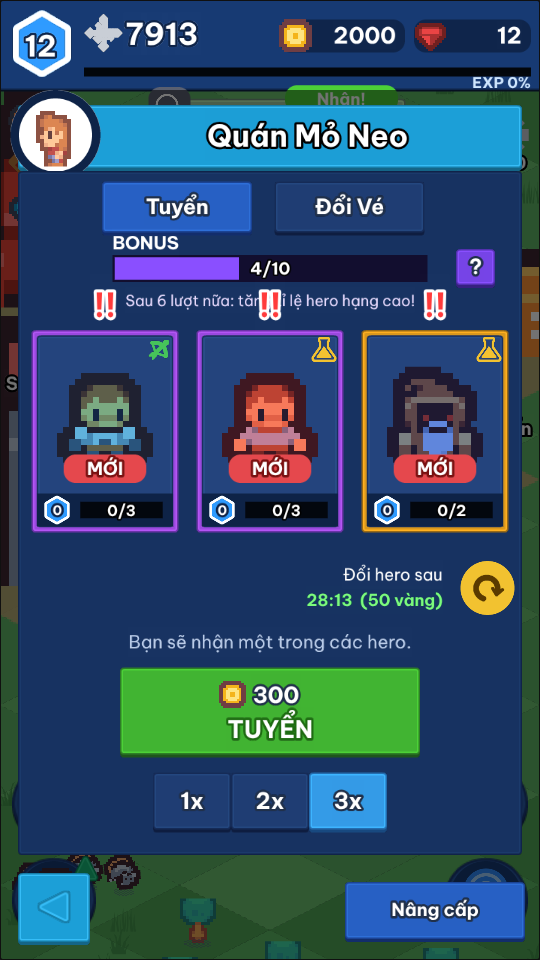 12
7913
2000
12
EXP 0%
Nhận!
Quán Mỏ Neo
Tuyển
Đổi Vé
BONUS
4/10
?
Sau 6 lượt nữa: lệ hero hạng cao!
MỚI
MỚI
MỚI
0
0/3
0
0/3
0
0/2
Đổi hero sau
28:13 (50 vàng)
Bạn sẽ nhận một trong các hero.
300
TUYỂN
1x
2x
3x
Nâng cấp